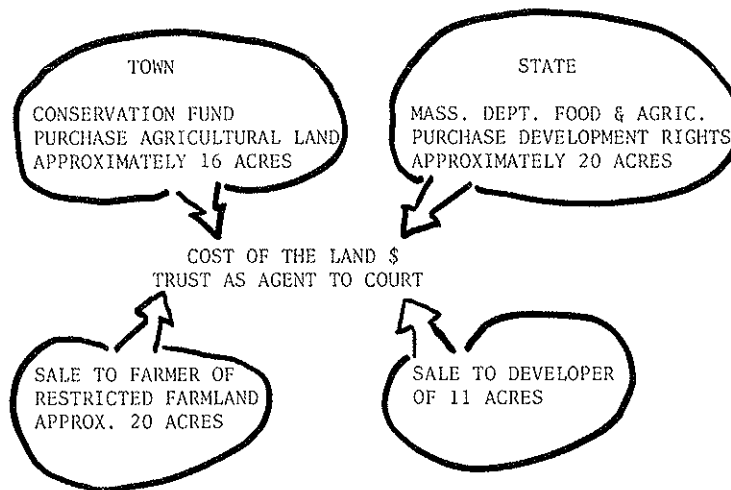 TOWN
CONSERVATION FUND
PURCHASE AGRICULTURAL LAND
APPROXIMATELY 16 ACRES
STATE
MASS. DEPT. FOOD & AGRIC.
PURCHASE DEVELOPMENT RIGHTS
APPROXIMATELY 20 ACRES
COST OF THE LAND $
TRUST AS AGENT TO COURT
SALE TO FARMER OF
RESTRICTED FARMLAND
APPROX. 20 ACRES
SALE TO DEVELOPER
OF 11 ACRES